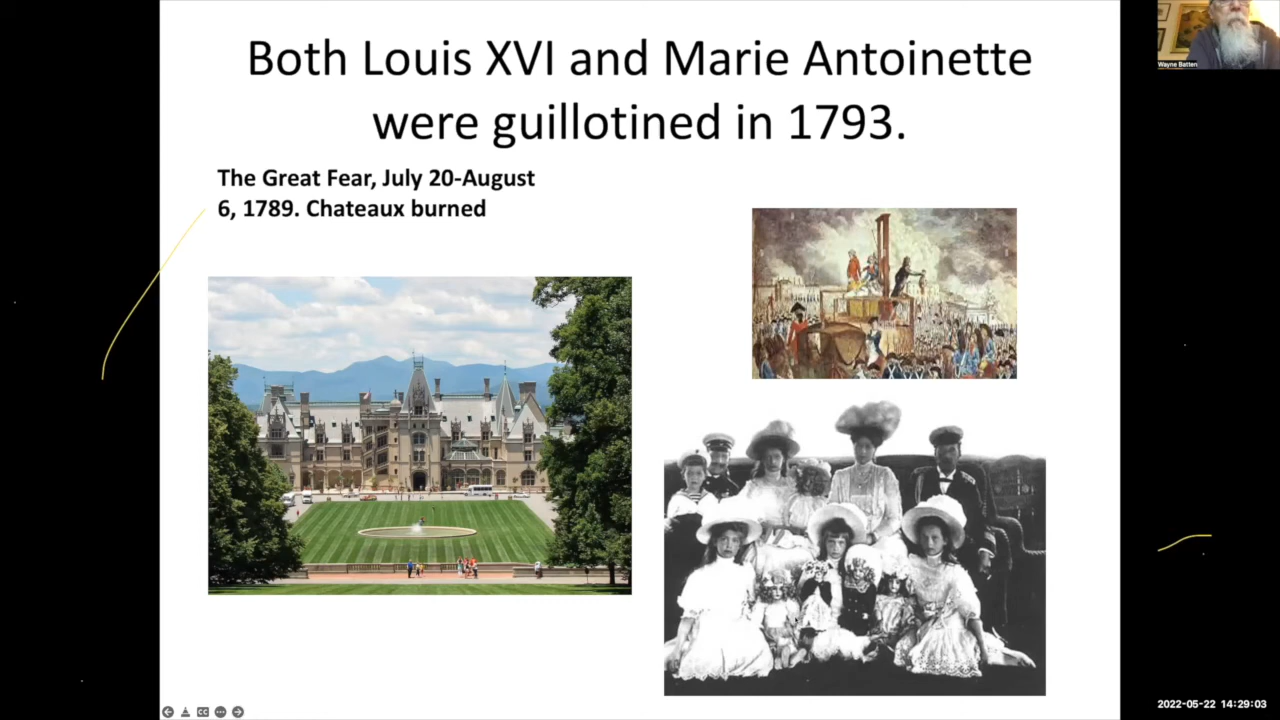 Both Louis XVI and Marie Antoinette
were guillotined in 1793.
The Great Fear, July 20-August
6, 1789. Chateaux burned
Wayne Batten
CC
2022-05-22 14:29:03